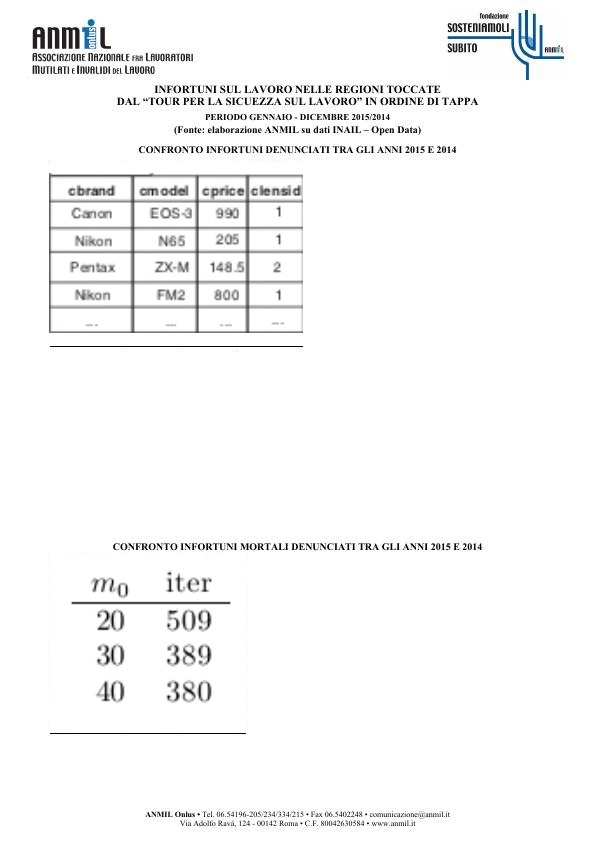 ANMIL onlus
ASSOCIAZIONE NAZIONALE FRA LAVORATORI
MUTILATI E INVALIDI DEL LAVORO
fondazione
SOSTENIAMOLI
SUBITO
ANMIL
INFORTUNI SUL LAVORO NELLE REGIONI TOCCATE
DAL “TOUR PER LA SICUEZZA SUL LAVORO” IN ORDINE DI TAPPA
PERIODO GENNAIO - DICEMBRE 2015/2014
(Fonte: elaborazione ANMIL su dati INAIL – Open Data)
CONFRONTO INFORTUNI DENUNCIATI TRA GLI ANNI 2015 E 2014
cbrand cmodel cprice clensid
Canon EOS-3 990 1
Nikon N65 205 1
Pentax ZX-M 148.5 2
Nikon FM2 800 1
... ... ... ...
CONFRONTO INFORTUNI MORTALI DENUNCIATI TRA GLI ANNI 2015 E 2014
m0 iter
20 509
30 389
40 380
ANMIL Onlus • Tel. 06.54196-205/234/334/215 • Fax 06.5402248 • comunicazione@anmil.it
Via Adolfo Ravà, 124 - 00142 Roma • C.F. 80042630584 • www.anmil.it